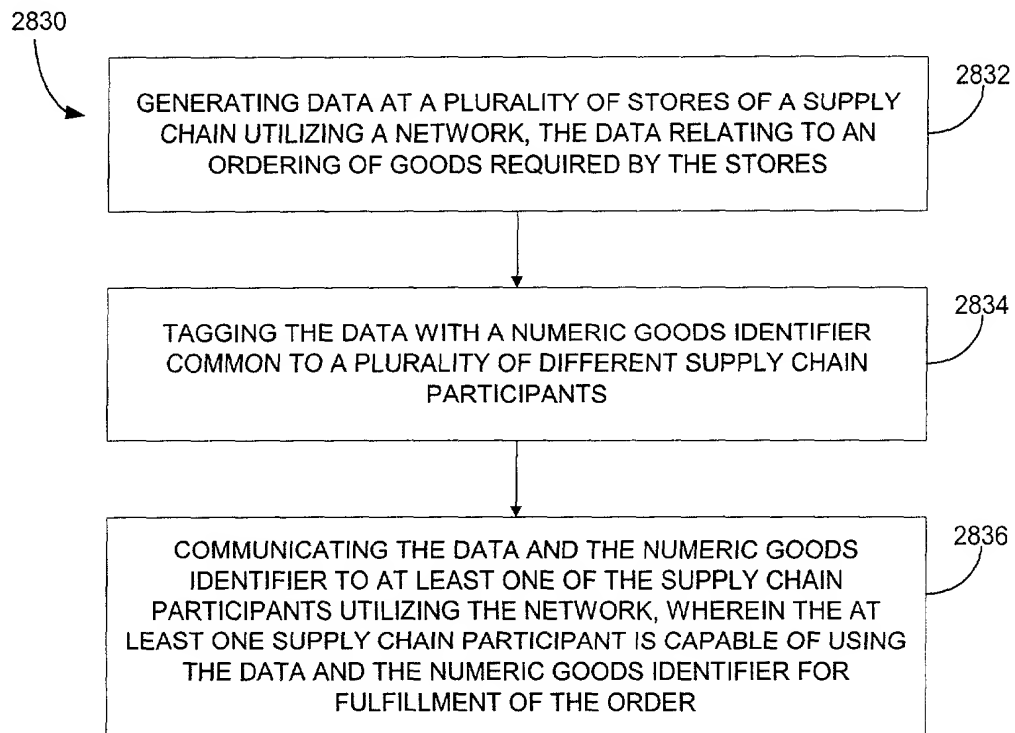 2830
2832
GENERATING DATA AT A PLURALITY OF STORES OF A SUPPLY
CHAIN UTILIZING A NETWORK, THE DATA RELATING TO AN
ORDERING OF GOODS REQUIRED BY THE STORES
2834
TAGGING THE DATA WITH A NUMERIC GOODS IDENTIFIER
COMMON TO A PLURALITY OF DIFFERENT SUPPLY CHAIN
PARTICIPANTS
2836
COMMUNICATING THE DATA AND THE NUMERIC GOODS
IDENTIFIER TO AT LEAST ONE OF THE SUPPLY CHAIN
PARTICIPANTS UTILIZING THE NETWORK, WHEREIN THE AT
LEAST ONE SUPPLY CHAIN PARTICIPANT IS CAPABLE OF USING
THE DATA AND THE NUMERIC GOODS IDENTIFIER FOR
FULFILLMENT OF THE ORDER